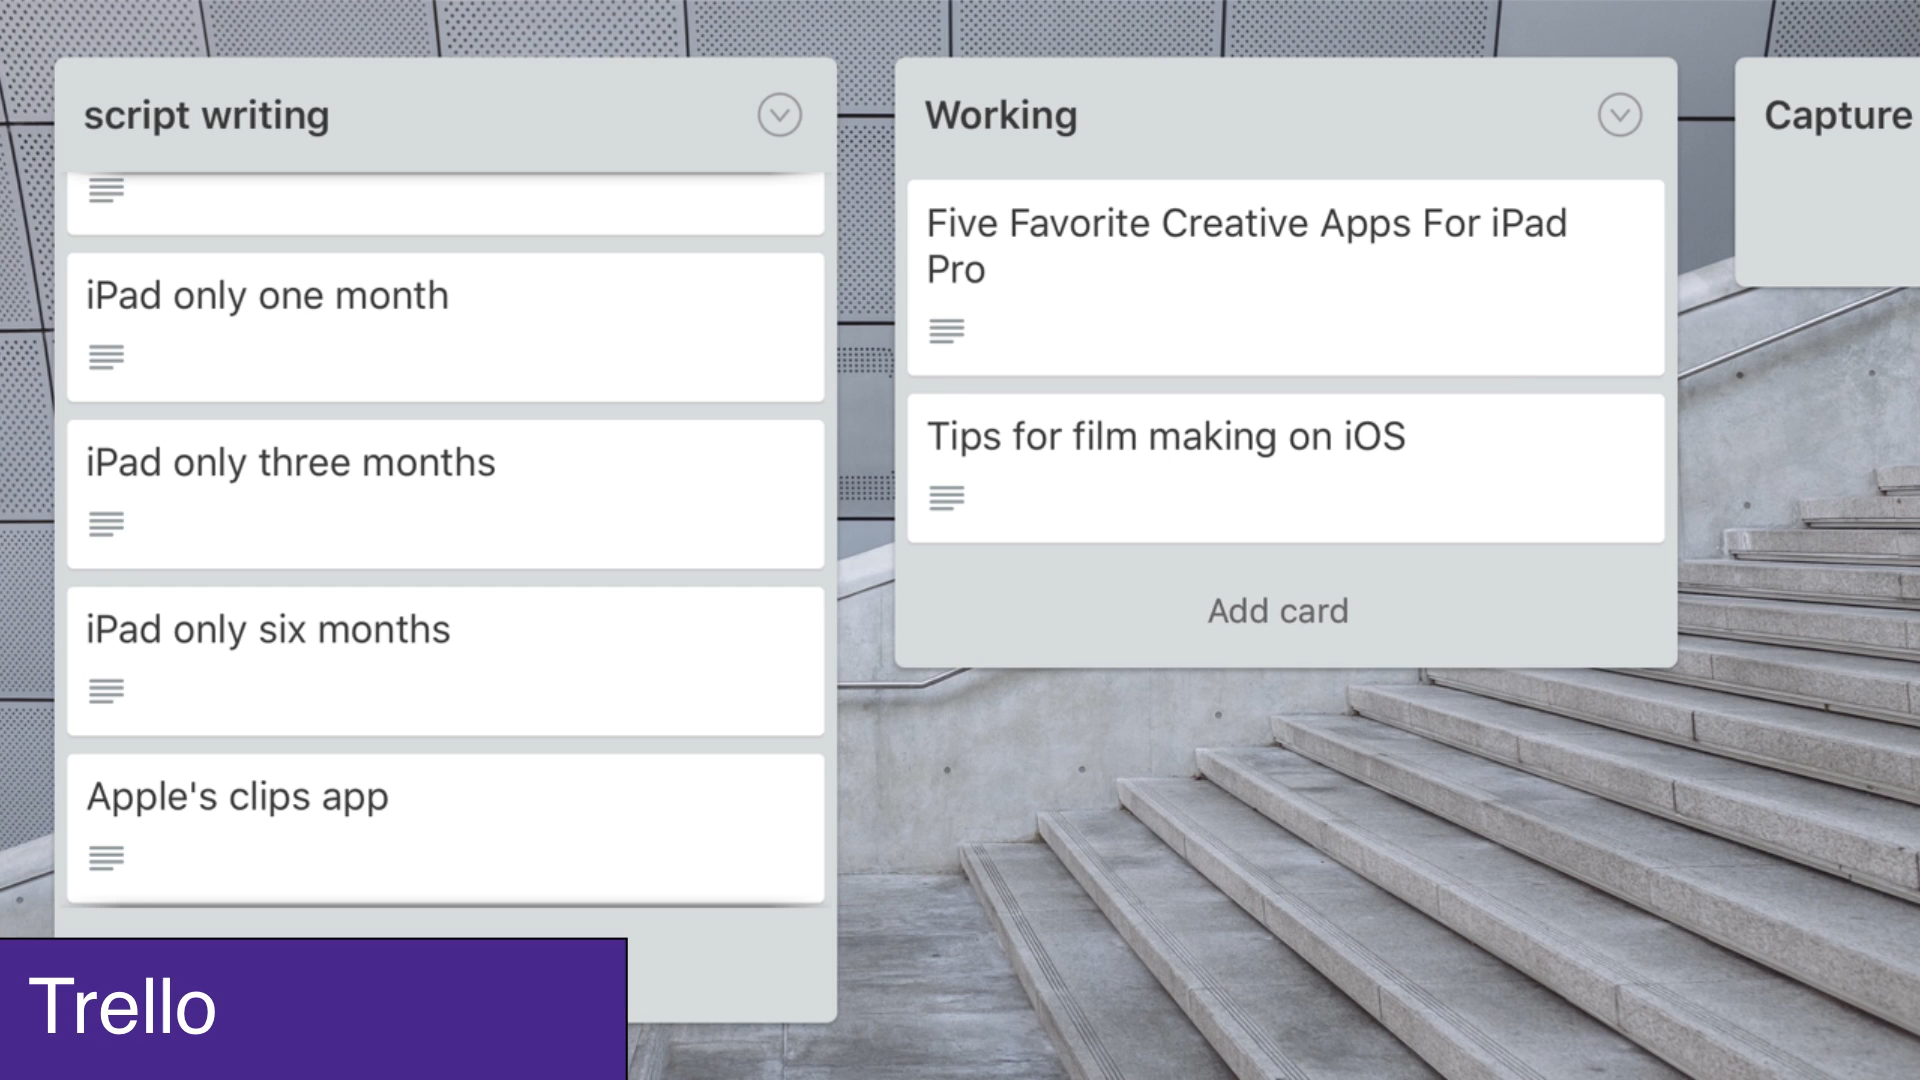 script writing
iPad only one month
iPad only three months
iPad only six months
Apple's clips app
Working
Five Favorite Creative Apps For iPad
Pro
Tips for film making on iOS
Add card
Capture
Trello